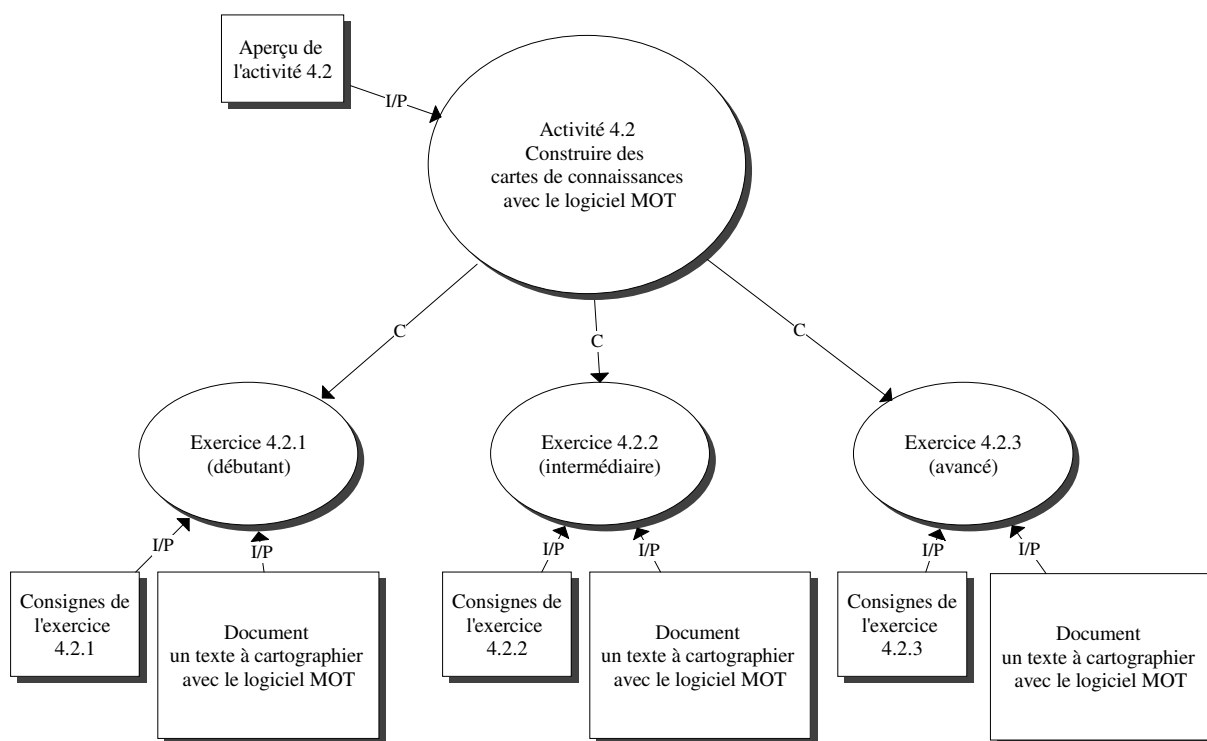 Aperçu de
l'activité 4.2
I/P
Activité 4.2
Construire des
cartes de connaissances
avec le logiciel MOT
C
C
C
Exercice 4.2.1
(débutant)
Exercice 4.2.2
(intermédiaire)
Exercice 4.2.3
(avancé)
I/P
I/P
I/P
I/P
I/P
I/P
Consignes de
l'exercice
4.2.1
Document
un texte à cartographier
avec le logiciel MOT
Consignes de
l'exercice
4.2.2
Document
un texte à cartographier
avec le logiciel MOT
Consignes de
l'exercice
4.2.3
Document
un texte à cartographier
avec le logiciel MOT